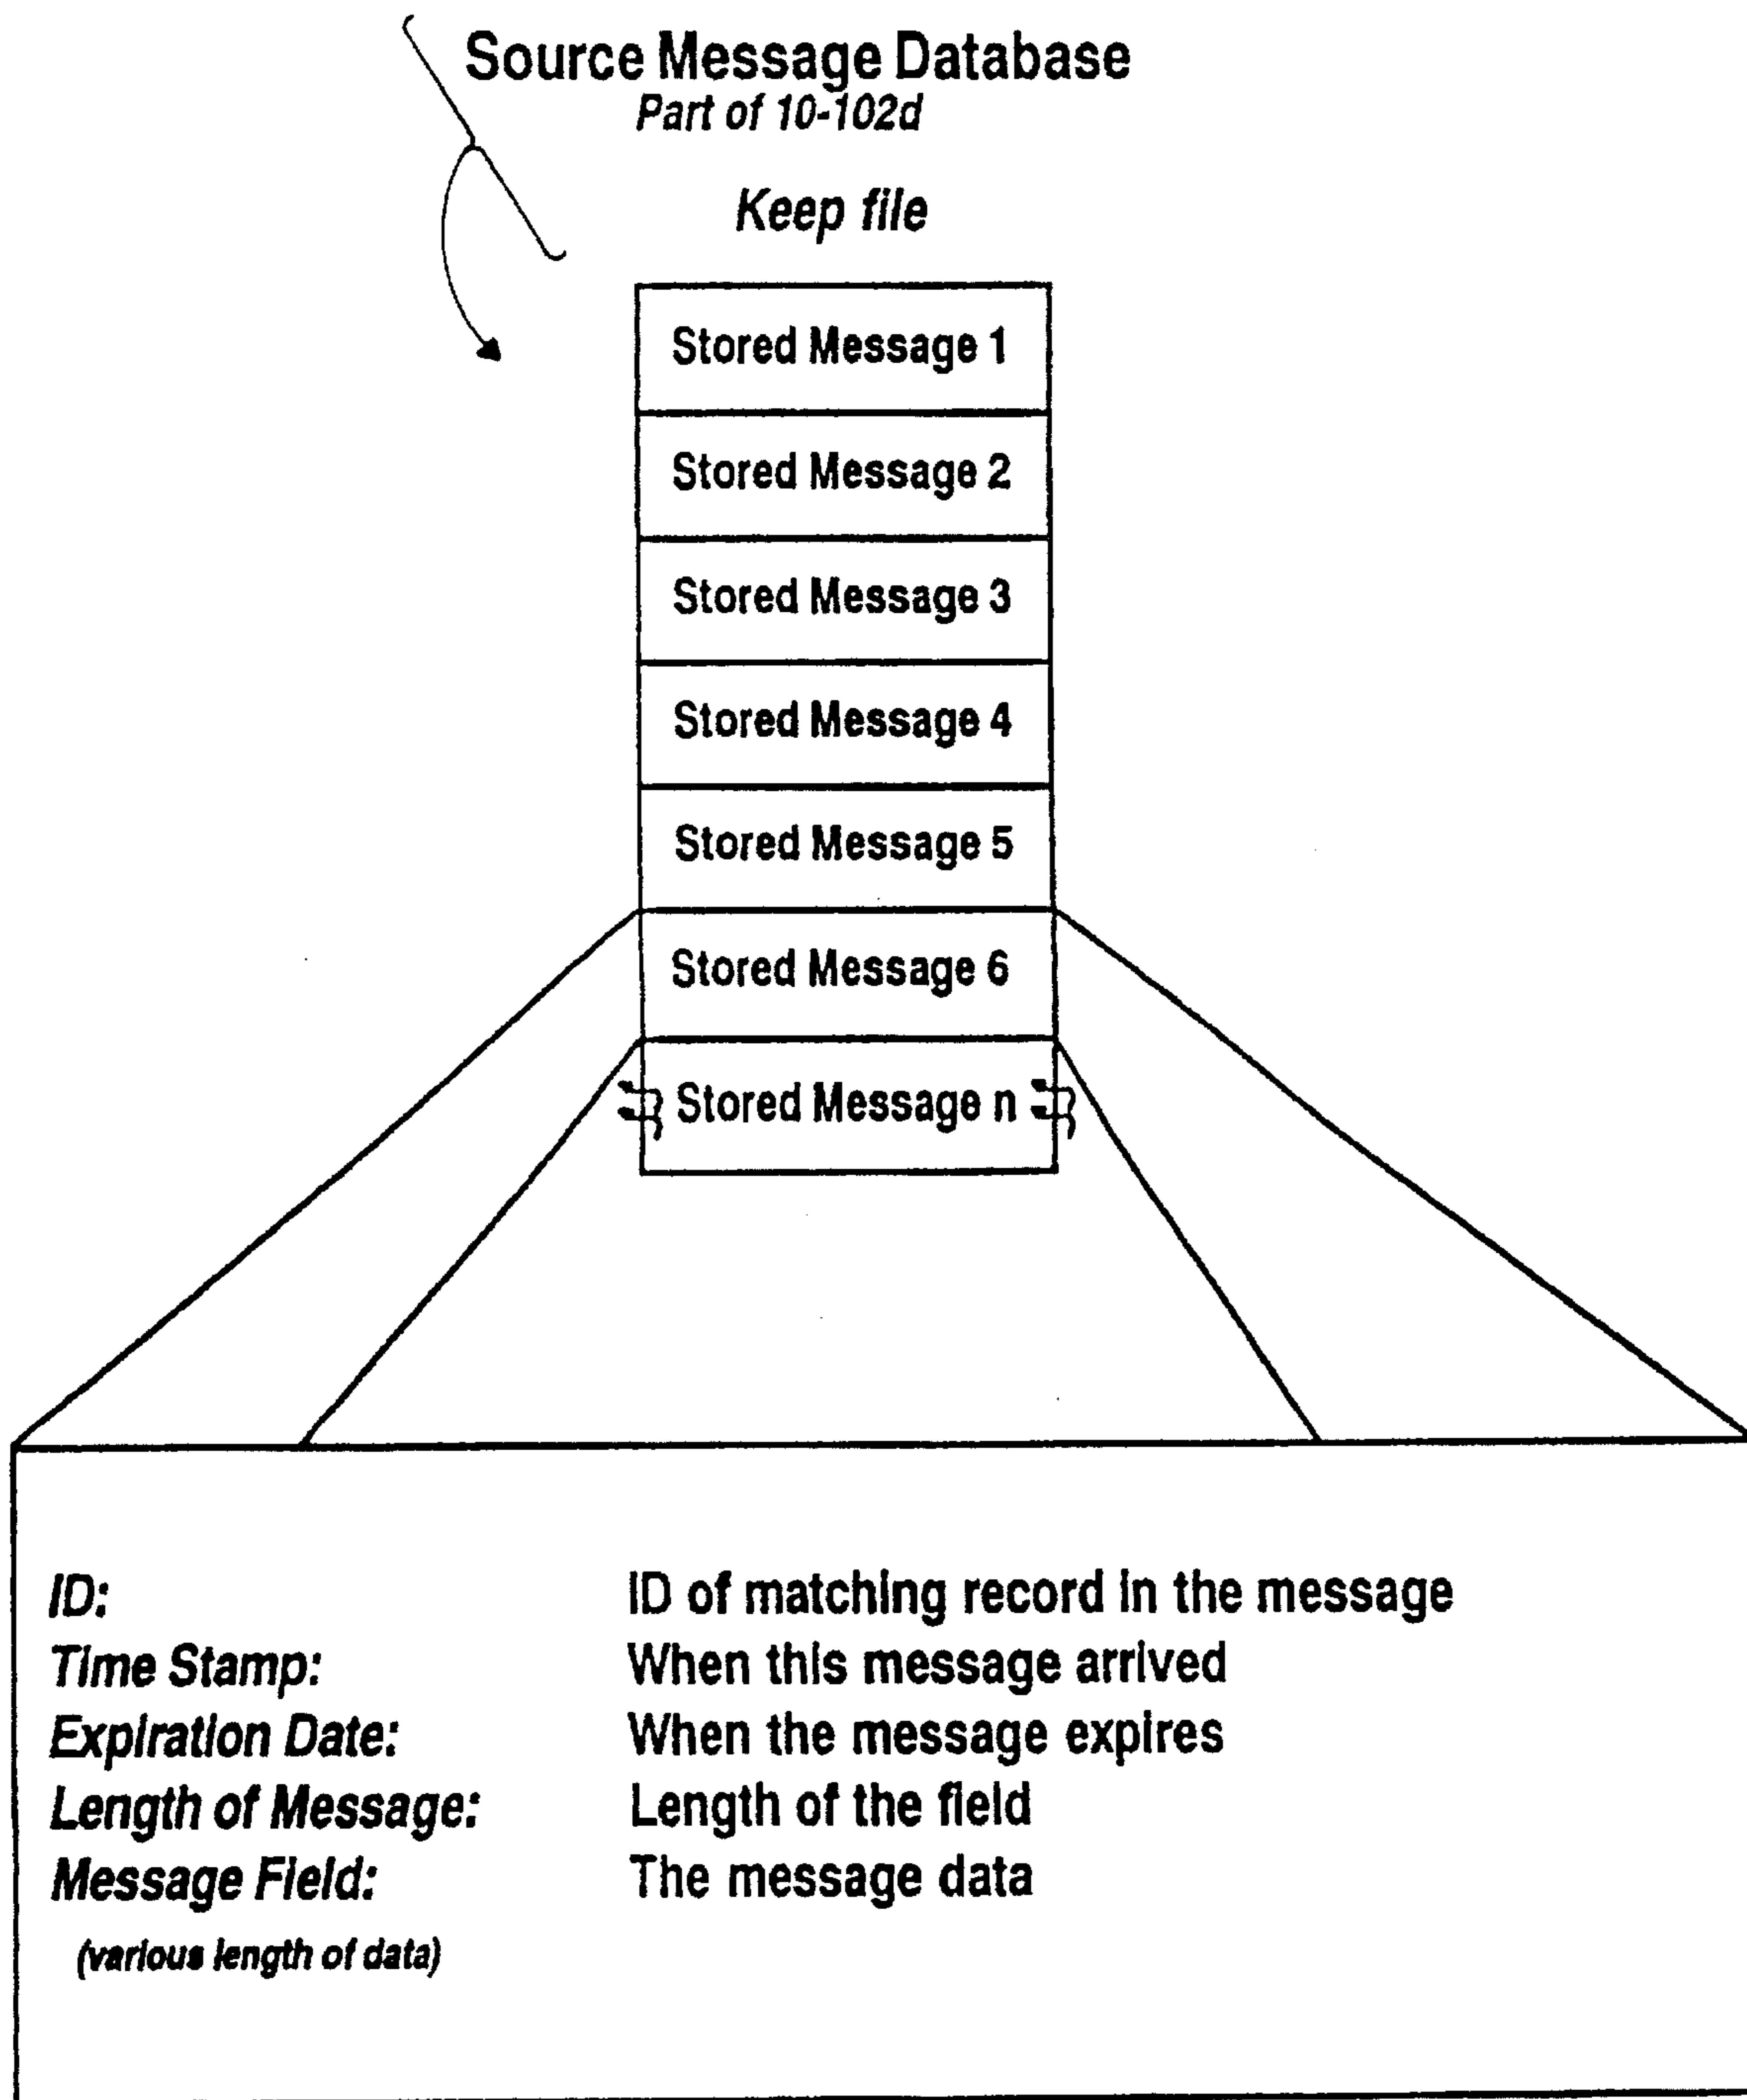 Source Message Database
Part of 10-102d
Keep file
Stored Message 1
Stored Message 2
Stored Message 3
Stored Message 4
Stored Message 5
Stored Message 6
Stored Message n
ID: ID of matching record in the message
Time Stamp: When this message arrived
Expiration Date: When the message expires
Length of Message: Length of the field
Message Field: The message data
(various length of data)